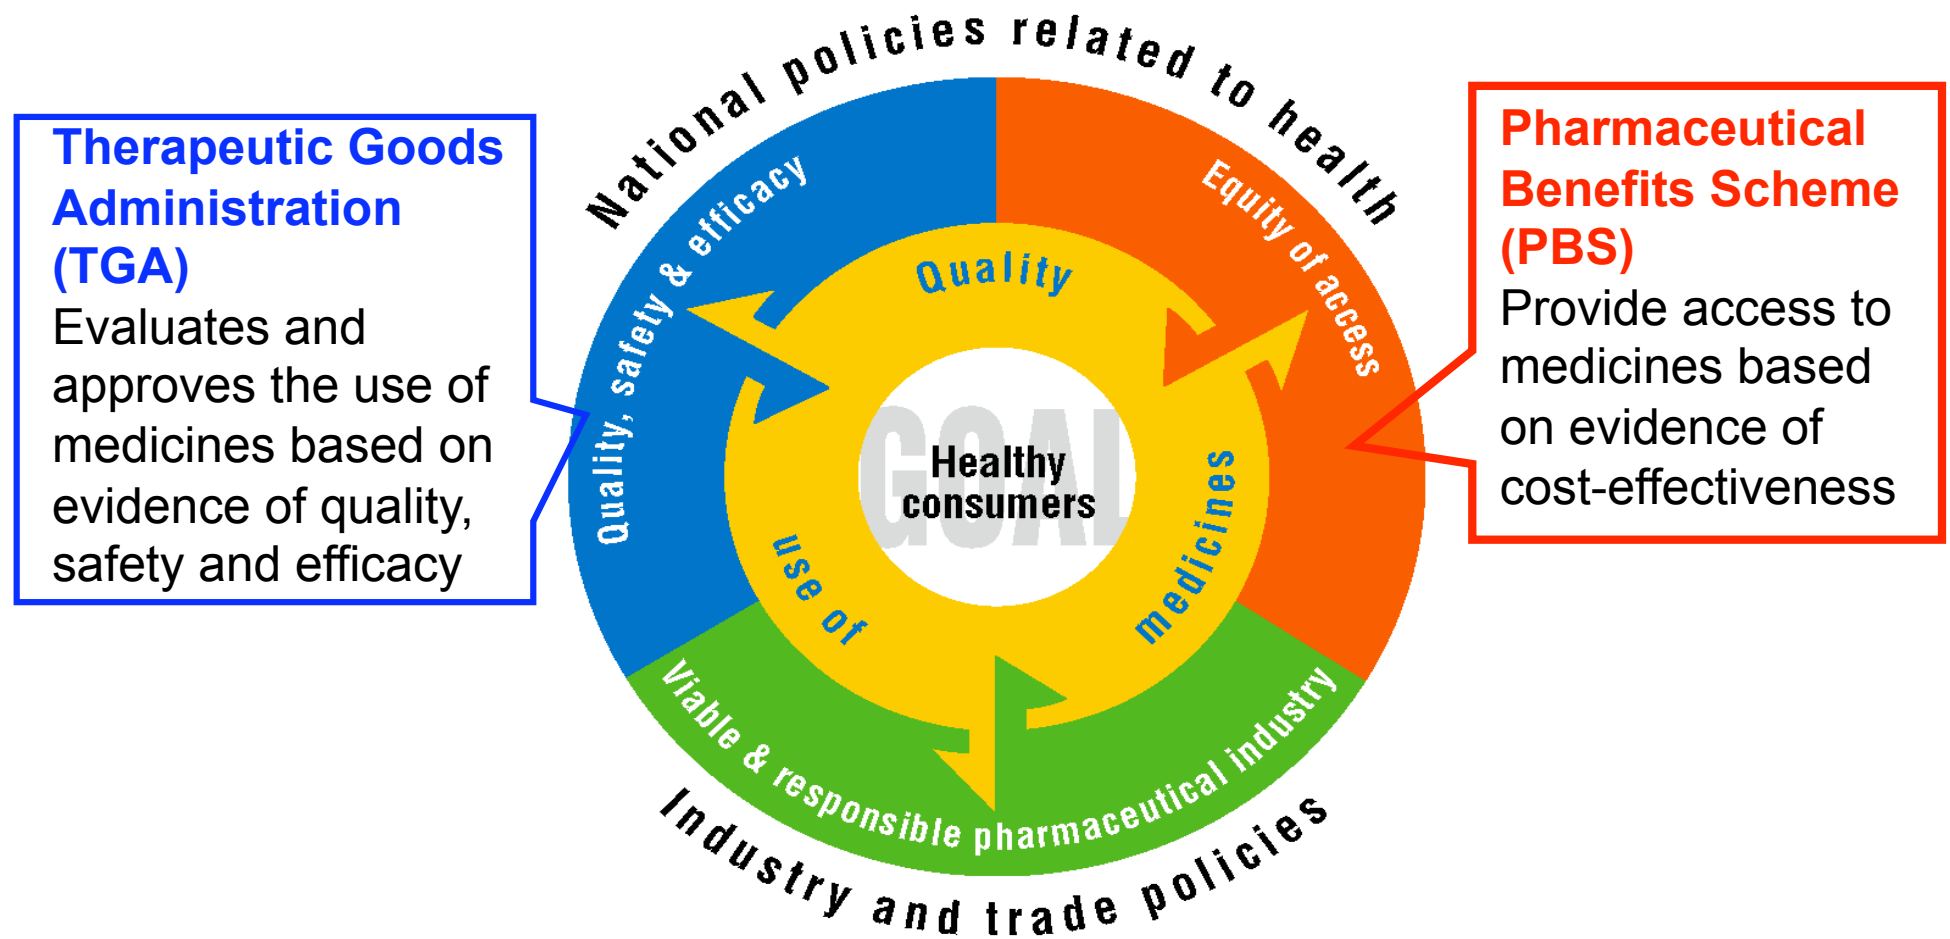 National policies related to health
Therapeutic Goods
Administration
(TGA)
Evaluates and
approves the use of
medicines based on
evidence of quality,
safety and efficacy
Quality, safety & efficacy
Equity of access
Pharmaceutical
Benefits Scheme
(PBS)
Provide access to
medicines based
on evidence of
cost-effectiveness
Quality
use of
medicines
GOAL
Healthy
consumers
Viable & responsible pharmaceutical industry
Industry and trade policies